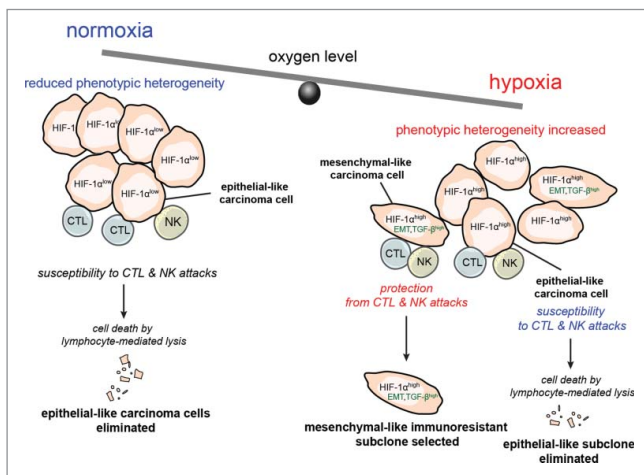 normoxia
oxygen level
hypoxia
reduced phenotypic heterogeneity
phenotypic heterogeneity increased
HIF-1
HIF-1αl
HIF-1αlow
HIF-1αlow
HIF-1αlow
HIF-1αlow
epithelial-like
carcinoma cell
CTL
CTL
NK
mesenchymal-like
carcinoma cell
HIF-1αhigh
HIF-1αhigh
HIF-1αhigh
EMT,TGF-βhigh
HIF-1αhigh
EMT,TGF-βhigh
HIF-1αhigh
HIF-1αhigh
CTL
NK
CTL
NK
epithelial-like
carcinoma cell
susceptibility to CTL & NK attacks
protection
from CTL & NK attacks
susceptibility
to CTL & NK attacks
cell death by
lymphocyte-mediated lysis
cell death by
lymphocyte-mediated lysis
HIF-1αhigh
EMT,TGF-βhigh
epithelial-like carcinoma cells
eliminated
mesenchymal-like immunoresistant
subclone selected
epithelial-like subclone
eliminated